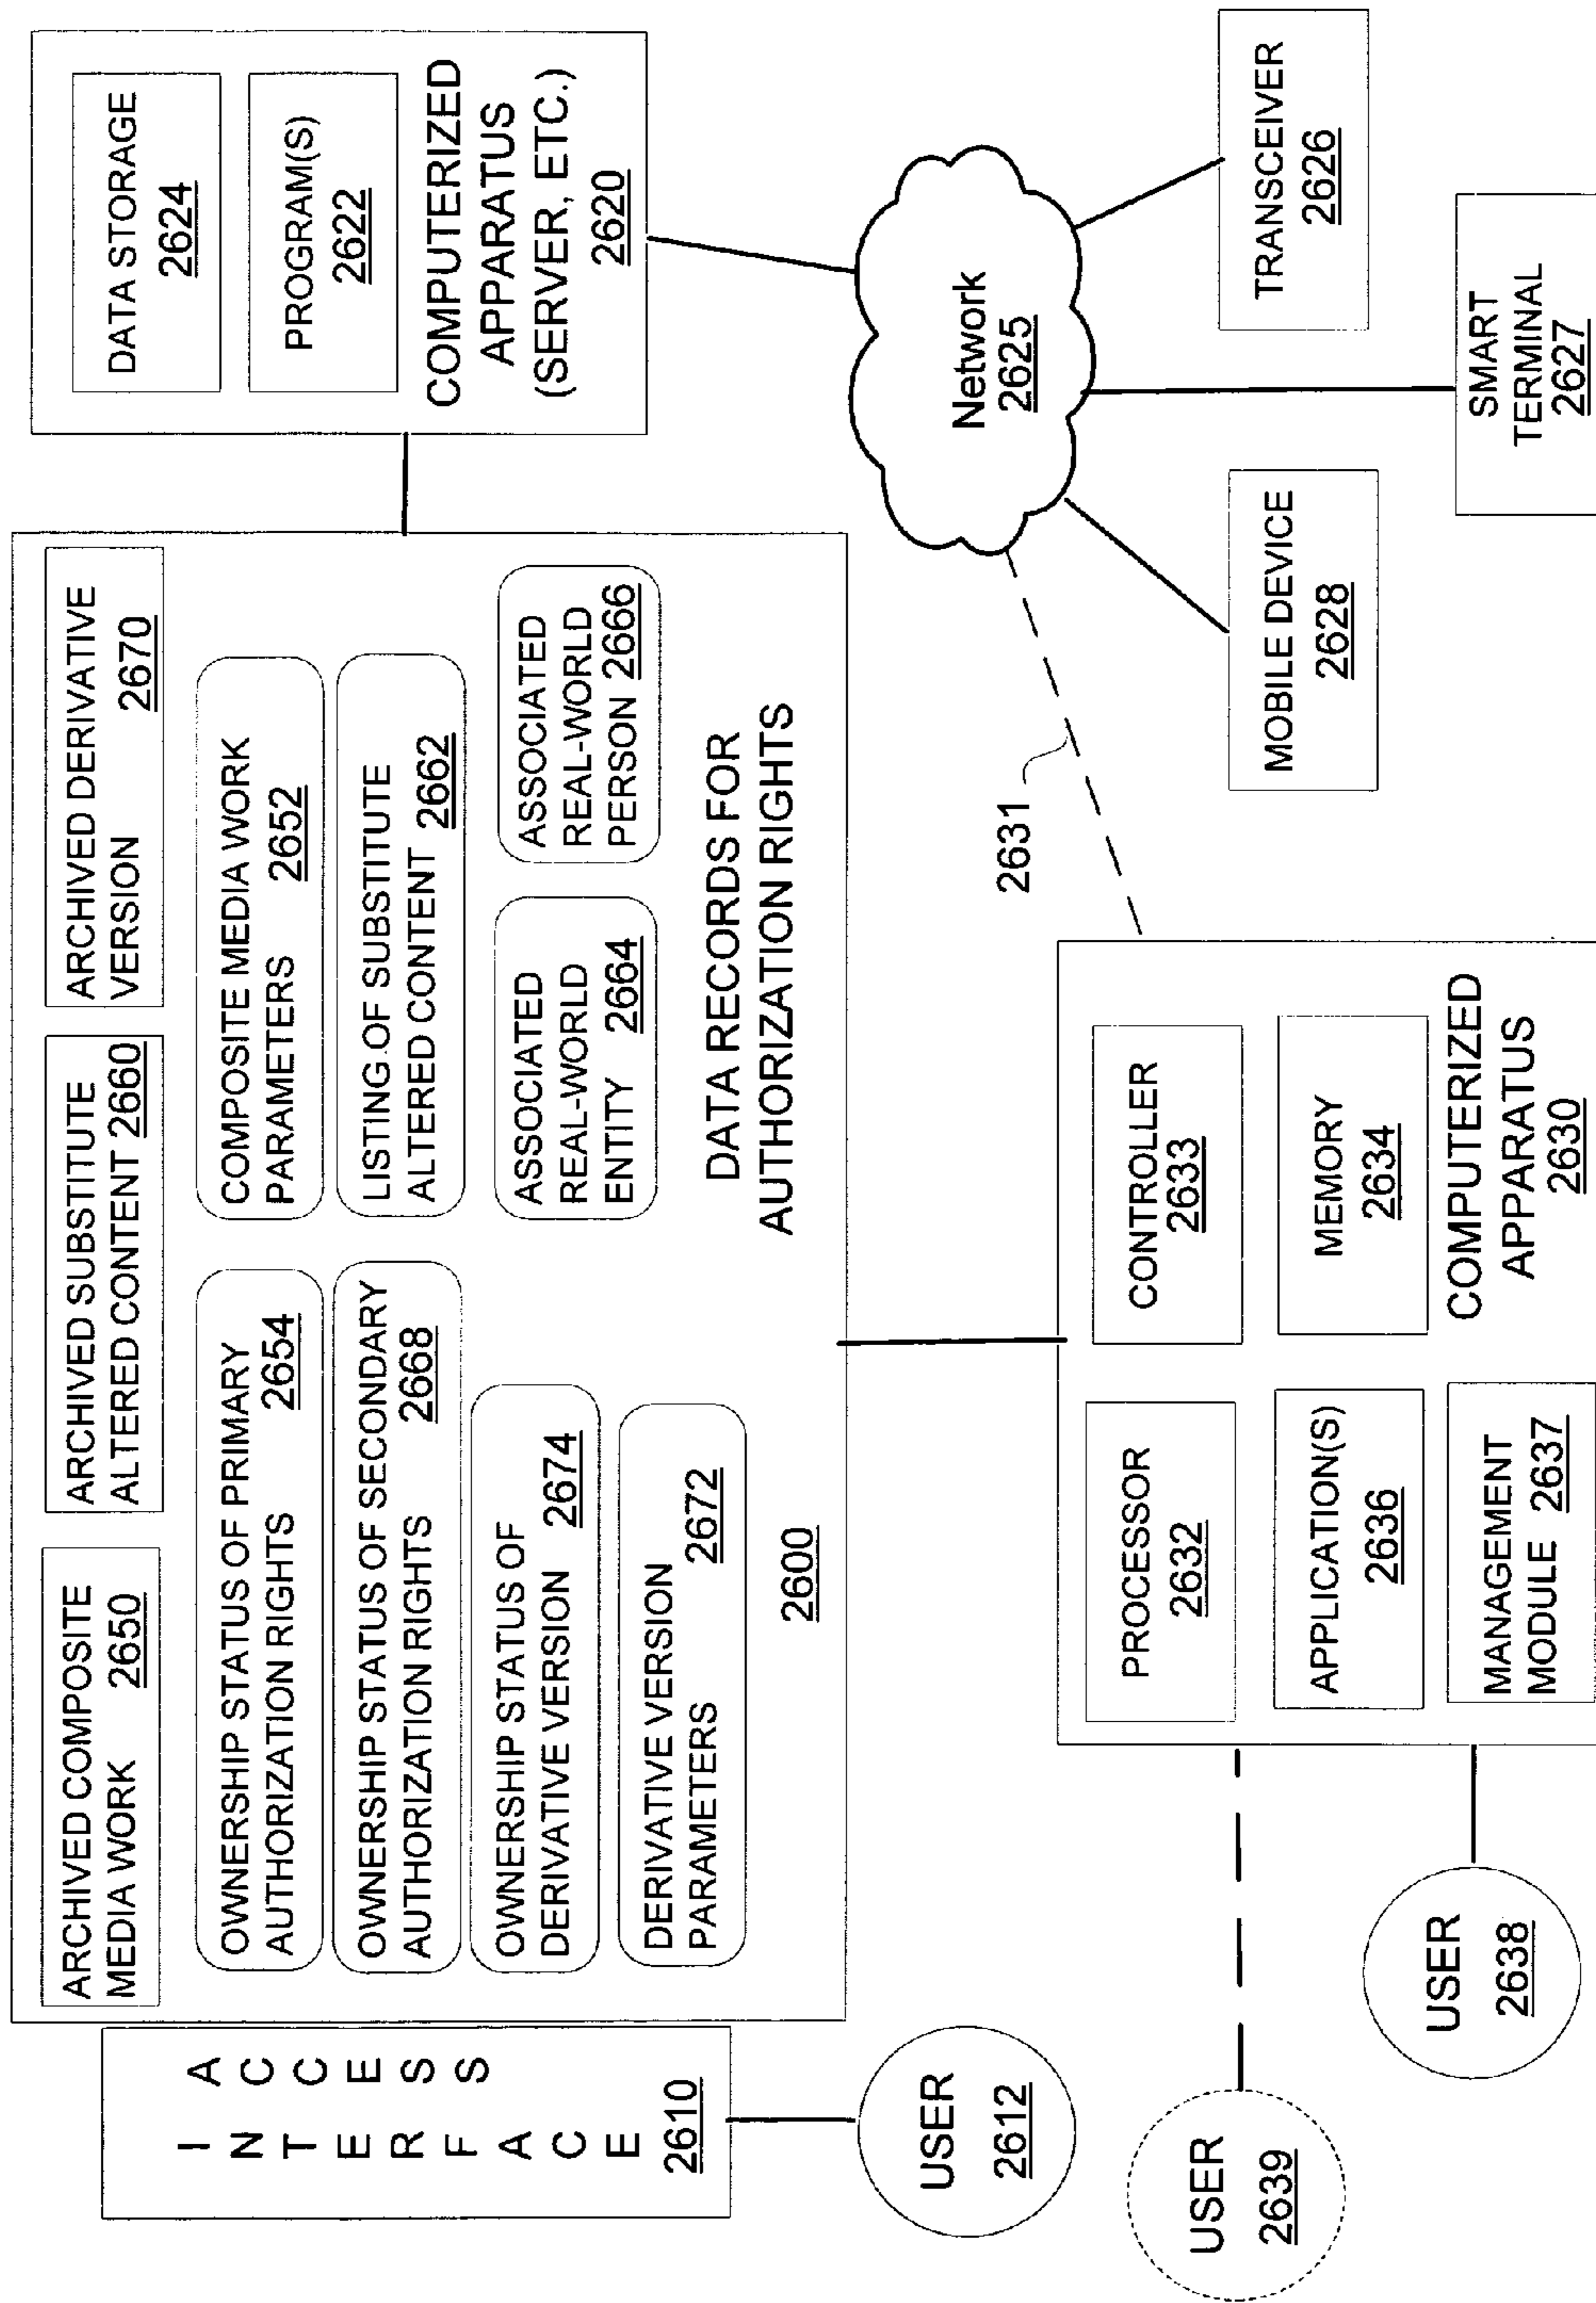 ARCHIVED COMPOSITE
MEDIA WORK 2650
ARCHIVED SUBSTITUTE
ALTERED CONTENT 2660
ARCHIVED DERIVATIVE
VERSION 2670
OWNERSHIP STATUS OF PRIMARY
AUTHORIZATION RIGHTS 2654
OWNERSHIP STATUS OF SECONDARY
AUTHORIZATION RIGHTS 2668
OWNERSHIP STATUS OF
DERIVATIVE VERSION 2674
DERIVATIVE VERSION
PARAMETERS 2672
2600
COMPOSITE MEDIA WORK
PARAMETERS 2652
LISTING OF SUBSTITUTE
ALTERED CONTENT 2662
ASSOCIATED
REAL-WORLD
ENTITY 2664
ASSOCIATED
REAL-WORLD
PERSON 2666
DATA RECORDS FOR
AUTHORIZATION RIGHTS
ACCESS
INTERFACE
2610
USER
2612
DATA STORAGE
2624
PROGRAM(S)
2622
COMPUTERIZED
APPARATUS
(SERVER, ETC.)
2620
Network
2625
TRANSCEIVER
2626
SMART
TERMINAL
2627
MOBILE DEVICE
2628
2631
PROCESSOR
2632
CONTROLLER
2633
APPLICATION(S)
2636
MEMORY
2634
MANAGEMENT
MODULE 2637
COMPUTERIZED
APPARATUS
2630
USER
2639
USER
2638